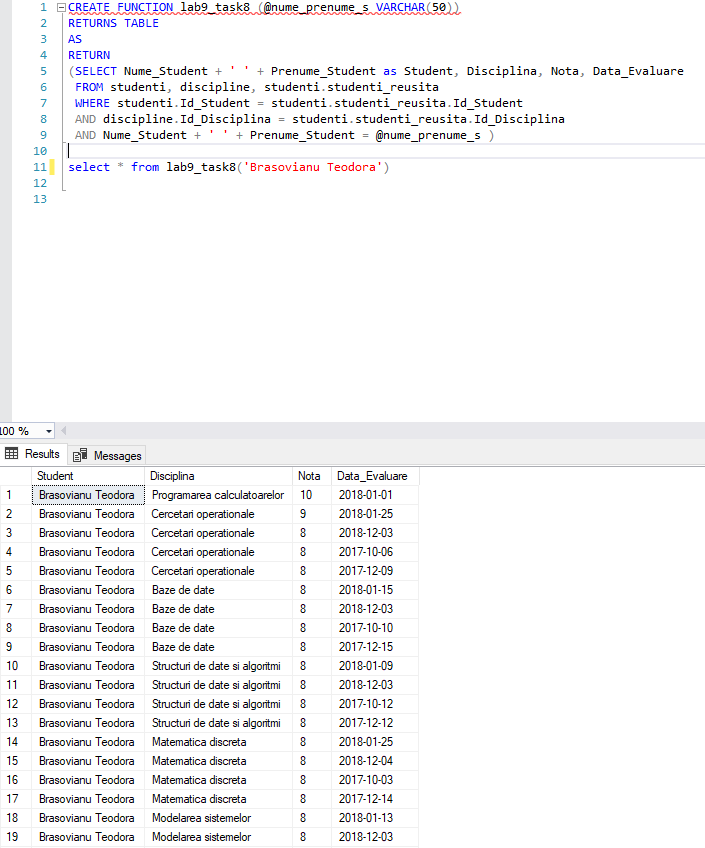 1 CREATE FUNCTION lab9_task8 (@nume_prenume_s VARCHAR(50))
2 RETURNS TABLE
3 AS
4 RETURN
5 (SELECT Nume_Student + ' ' + Prenume_Student as Student, Disciplina, Nota, Data_Evaluare
6 FROM studenti, discipline, studenti.studenti_reusita
7 WHERE studenti.Id_Student = studenti.studenti_reusita.Id_Student
8 AND discipline.Id_Disciplina = studenti.studenti_reusita.Id_Disciplina
9 AND Nume_Student + ' ' + Prenume_Student = @nume_prenume_s )
10
11 select * from lab9_task8('Brasovianu Teodora')
12
13
100 %
Results Messages
Student Disciplina Nota Data_Evaluare
1 Brasovianu Teodora Programarea calculatoarelor 10 2018-01-01
2 Brasovianu Teodora Cercetari operationale 9 2018-01-25
3 Brasovianu Teodora Cercetari operationale 8 2018-12-03
4 Brasovianu Teodora Cercetari operationale 8 2017-10-06
5 Brasovianu Teodora Cercetari operationale 8 2017-12-09
6 Brasovianu Teodora Baze de date 8 2018-01-15
7 Brasovianu Teodora Baze de date 8 2018-12-03
8 Brasovianu Teodora Baze de date 8 2017-10-10
9 Brasovianu Teodora Baze de date 8 2017-12-15
10 Brasovianu Teodora Structuri de date si algoritmi 8 2018-01-09
11 Brasovianu Teodora Structuri de date si algoritmi 8 2018-12-03
12 Brasovianu Teodora Structuri de date si algoritmi 8 2017-10-12
13 Brasovianu Teodora Structuri de date si algoritmi 8 2017-12-12
14 Brasovianu Teodora Matematica discreta 8 2018-01-25
15 Brasovianu Teodora Matematica discreta 8 2018-12-04
16 Brasovianu Teodora Matematica discreta 8 2017-10-03
17 Brasovianu Teodora Matematica discreta 8 2017-12-14
18 Brasovianu Teodora Modelarea sistemelor 8 2018-01-13
19 Brasovianu Teodora Modelarea sistemelor 8 2018-12-03